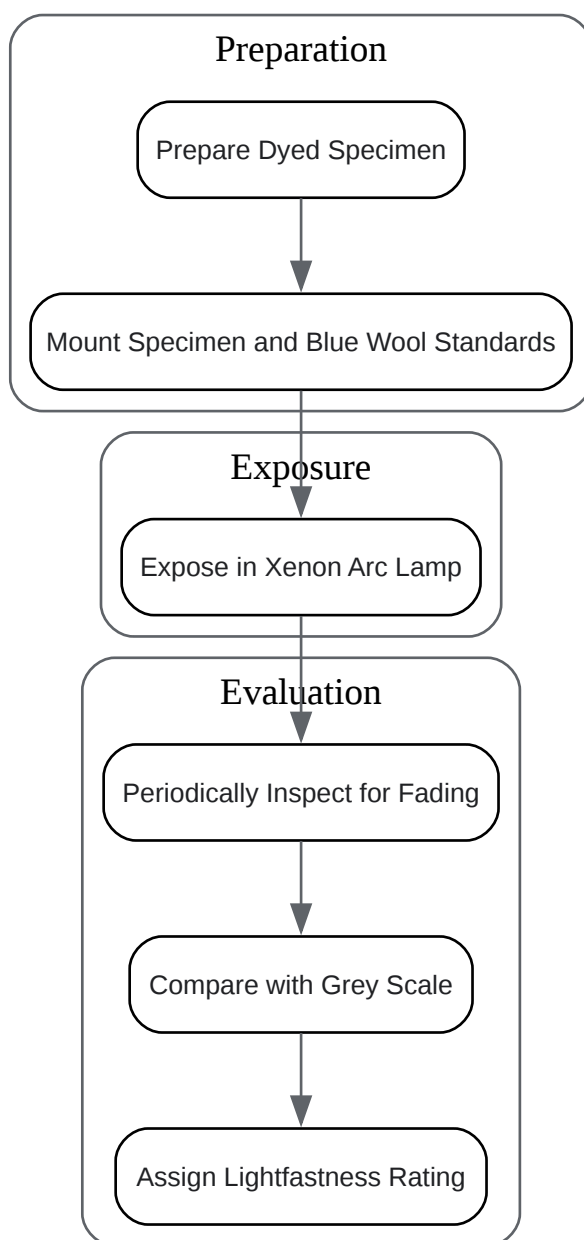 Preparation
Prepare Dyed Specimen
Mount Specimen and Blue Wool Standards
Exposure
Expose in Xenon Arc Lamp
Evaluation
Periodically Inspect for Fading
Compare with Grey Scale
Assign Lightfastness Rating